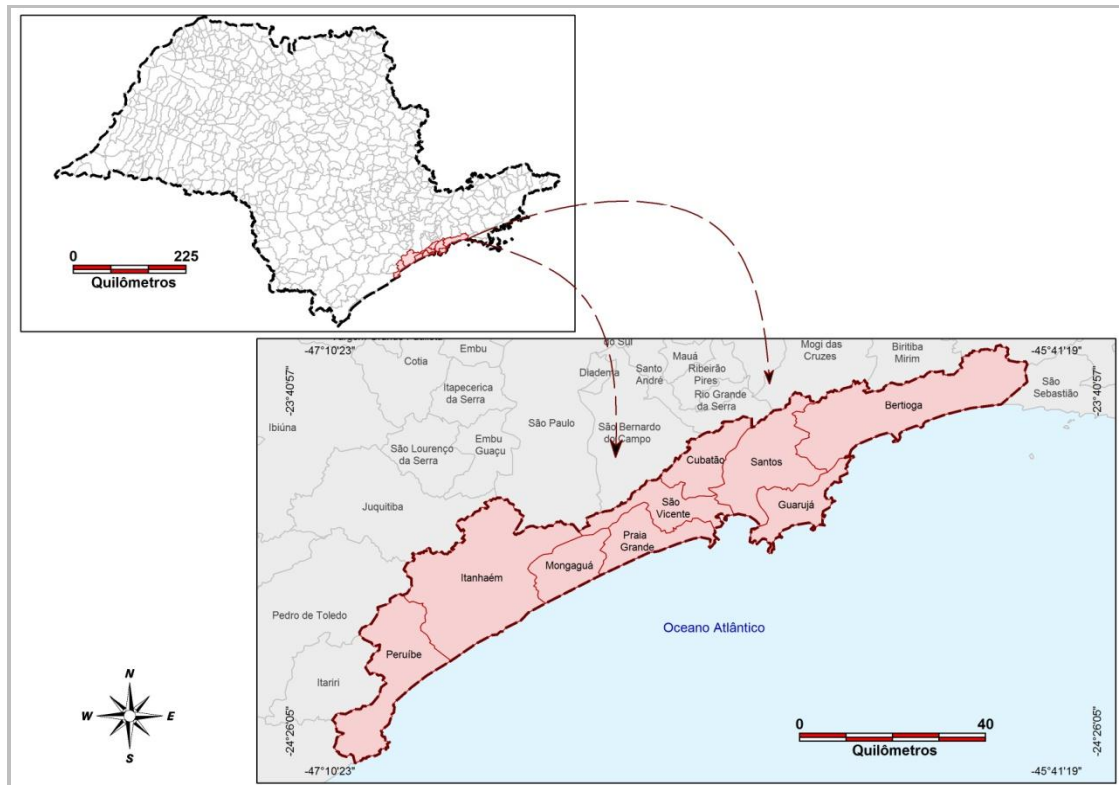 0 225
Quilômetros
-47°10'23"
-45°41'19"
-23°40'57"
-23°40'57"
do Sul
Cotia
Embu
Diadema
Santo
André
Mauá
Ribeirão
Pires
Rio Grande
da Serra
Mogi das
Cruzes
Biritiba
Mirim
São
Sebastião
Itapecerica
da Serra
São Paulo
São Bernardo
do Campo
Bertioga
Ibiúna
São Lourenço
da Serra
Embu
Guaçu
Cubatão
Santos
Juquitiba
São
Vicente
Guarujá
Praia
Grande
Mongaguá
Itanhaém
Pedro de Toledo
Oceano Atlântico
Peruíbe
Itariri
N
W E
S
-24°26'05"
-24°26'05"
0 40
Quilômetros
-47°10'23"
-45°41'19"